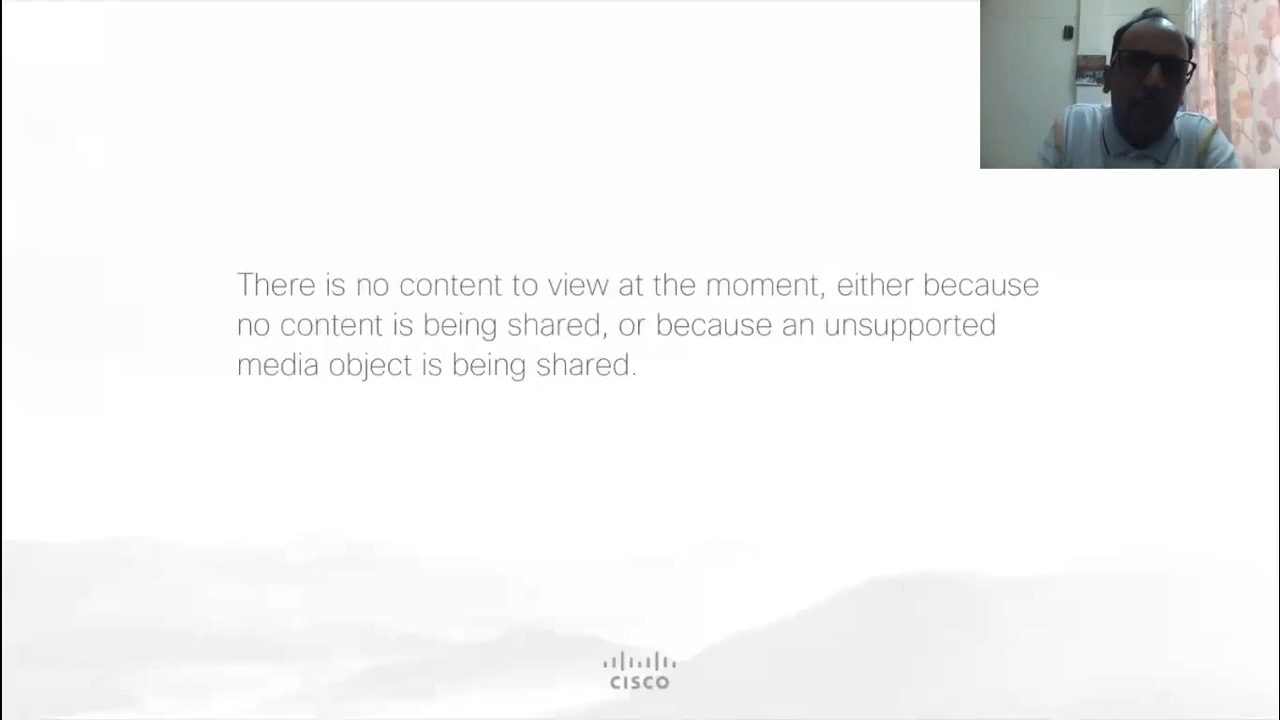 There is no content to view at the moment, either because
no content is being shared, or because an unsupported
media object is being shared.
CISCO